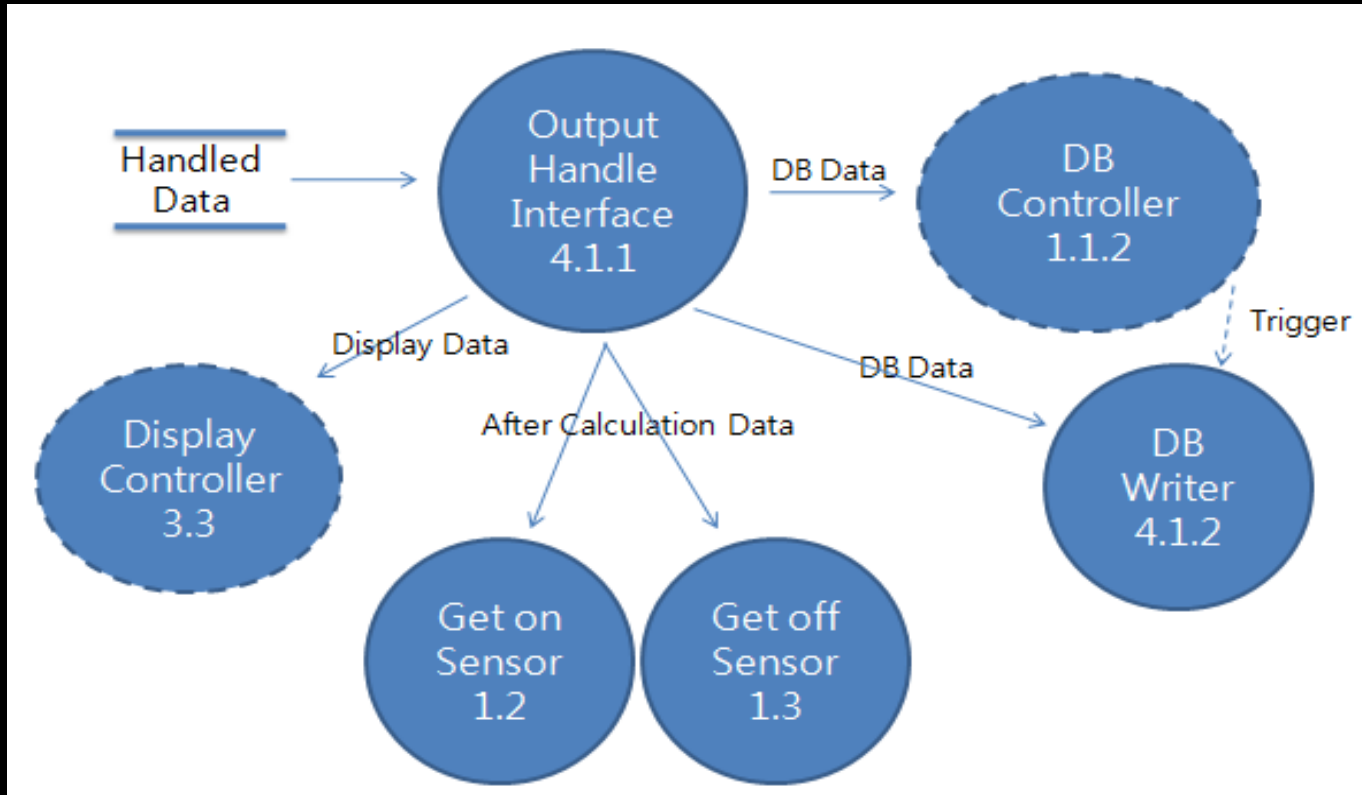 Handled
Data
Output
Handle
Interface
4.1.1
DB Data
DB
Controller
1.1.2
Trigger
Display Data
DB Data
After Calculation Data
Display
Controller
3.3
DB
Writer
4.1.2
Get on
Sensor
1.2
Get off
Sensor
1.3